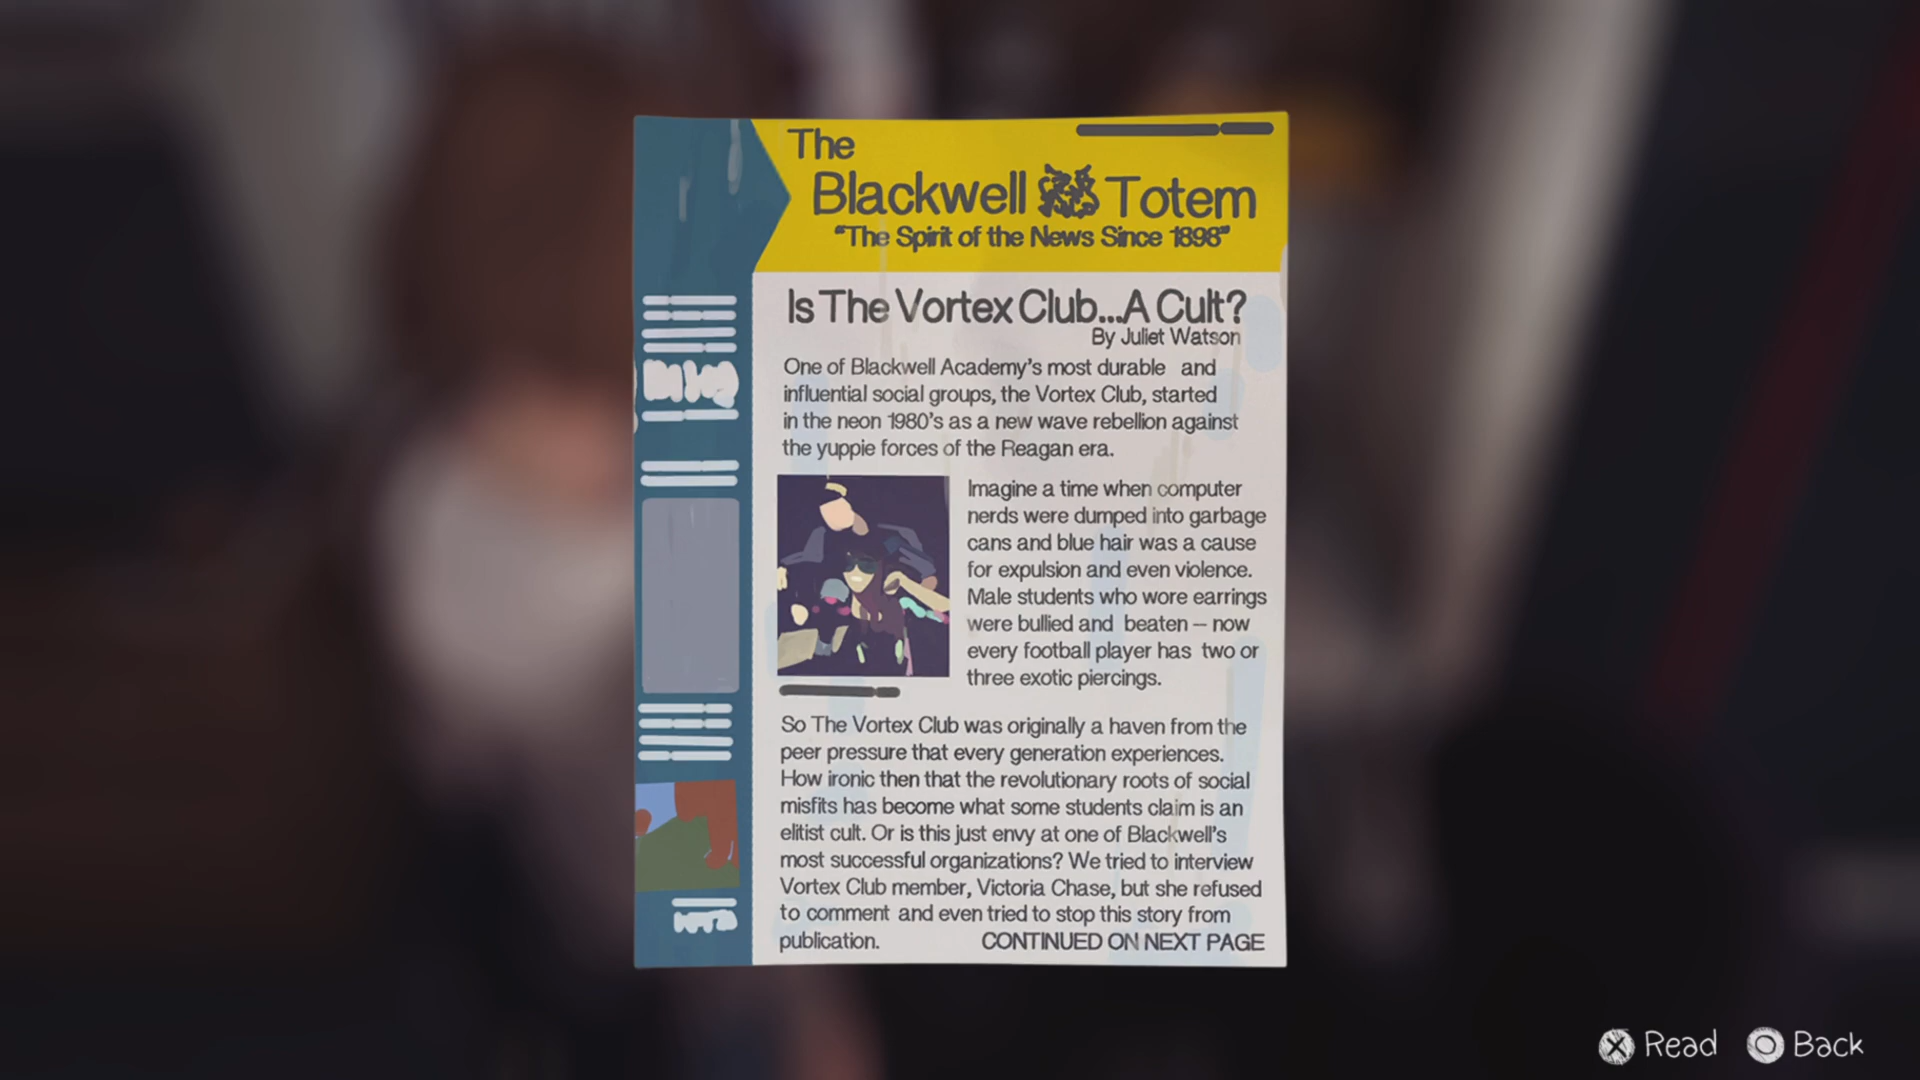 The
Blackwell Totem
"The Spirit of the News Since 1898"
Is The Vortex Club...A Cult?
By Juliet Watson
One of Blackwell Academy's most durable and
influential social groups, the Vortex Club, started
in the neon 1980's as a new wave rebellion against
the yuppie forces of the Reagan era.
Imagine a time when computer
nerds were dumped into garbage
cans and blue hair was a cause
for expulsion and even violence.
Male students who wore earrings
were bullied and beaten – now
every football player has two or
three exotic piercings.
So The Vortex Club was originally a haven from the
peer pressure that every generation experiences.
How ironic then that the revolutionary roots of social
misfits has become what some students claim is an
elitist cult. Or is this just envy at one of Blackwell's
most successful organizations? We tried to interview
Vortex Club member, Victoria Chase, but she refused
to comment and even tried to stop this story from
publication. CONTINUED ON NEXT PAGE
Read Back